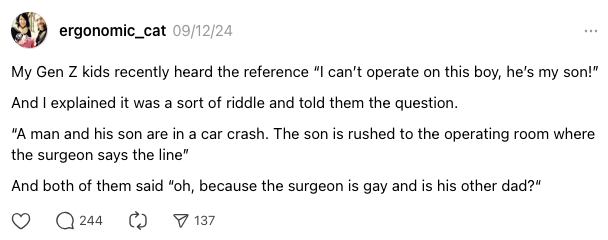 ergonomic_cat 09/12/24
My Gen Z kids recently heard the reference “I can’t operate on this boy, he’s my son!”
And I explained it was a sort of riddle and told them the question.
“A man and his son are in a car crash. The son is rushed to the operating room where
the surgeon says the line”
And both of them said “oh, because the surgeon is gay and is his other dad?“
244 137